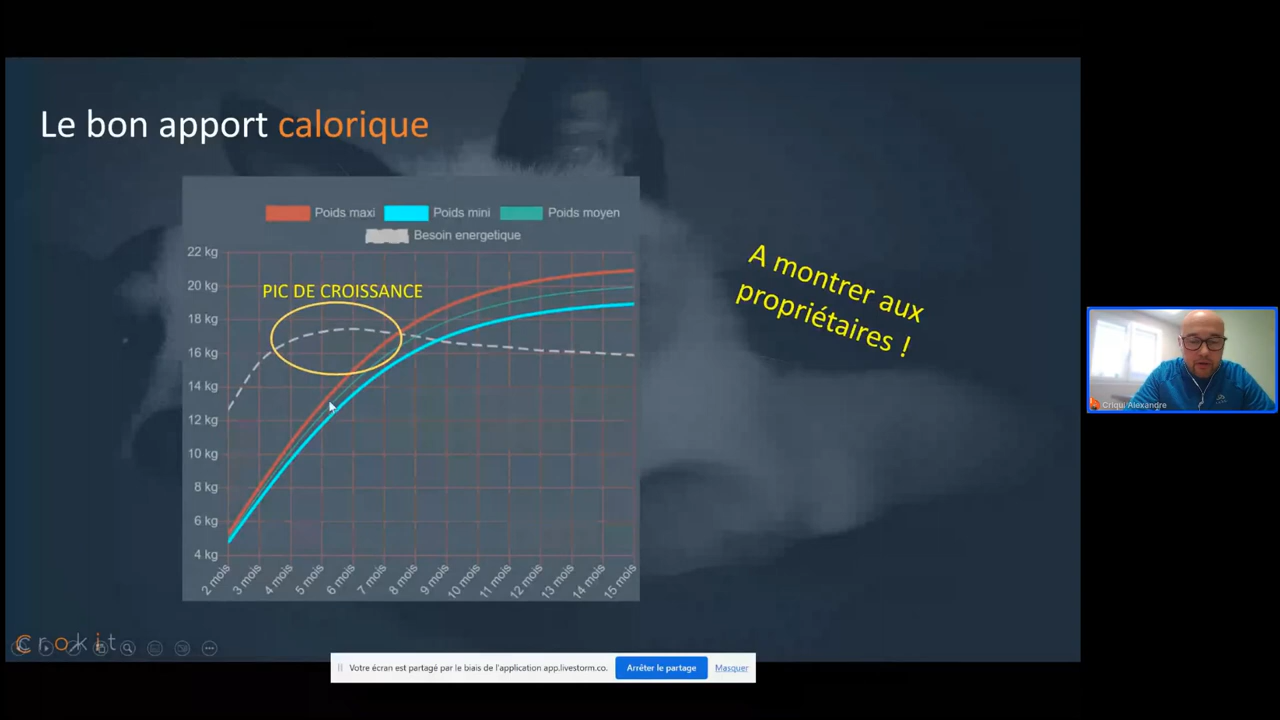 Le bon apport calorique
Poids maxi Poids mini Poids moyen
Besoin energetique
22 kg
20 kg
18 kg
16 kg
14 kg
12 kg
10 kg
8 kg
6 kg
4 kg
PIC DE CROISSANCE
2 mois 3 mois 4 mois 5 mois 6 mois 7 mois 8 mois 9 mois 10 mois 11 mois 12 mois 13 mois 14 mois 15 mois
A montrer aux
propriétaires !
Criqui Alexandre
crokit
Votre écran est partagé par le biais de l'application app.livestorm.co. Arrêter le partage Masquer